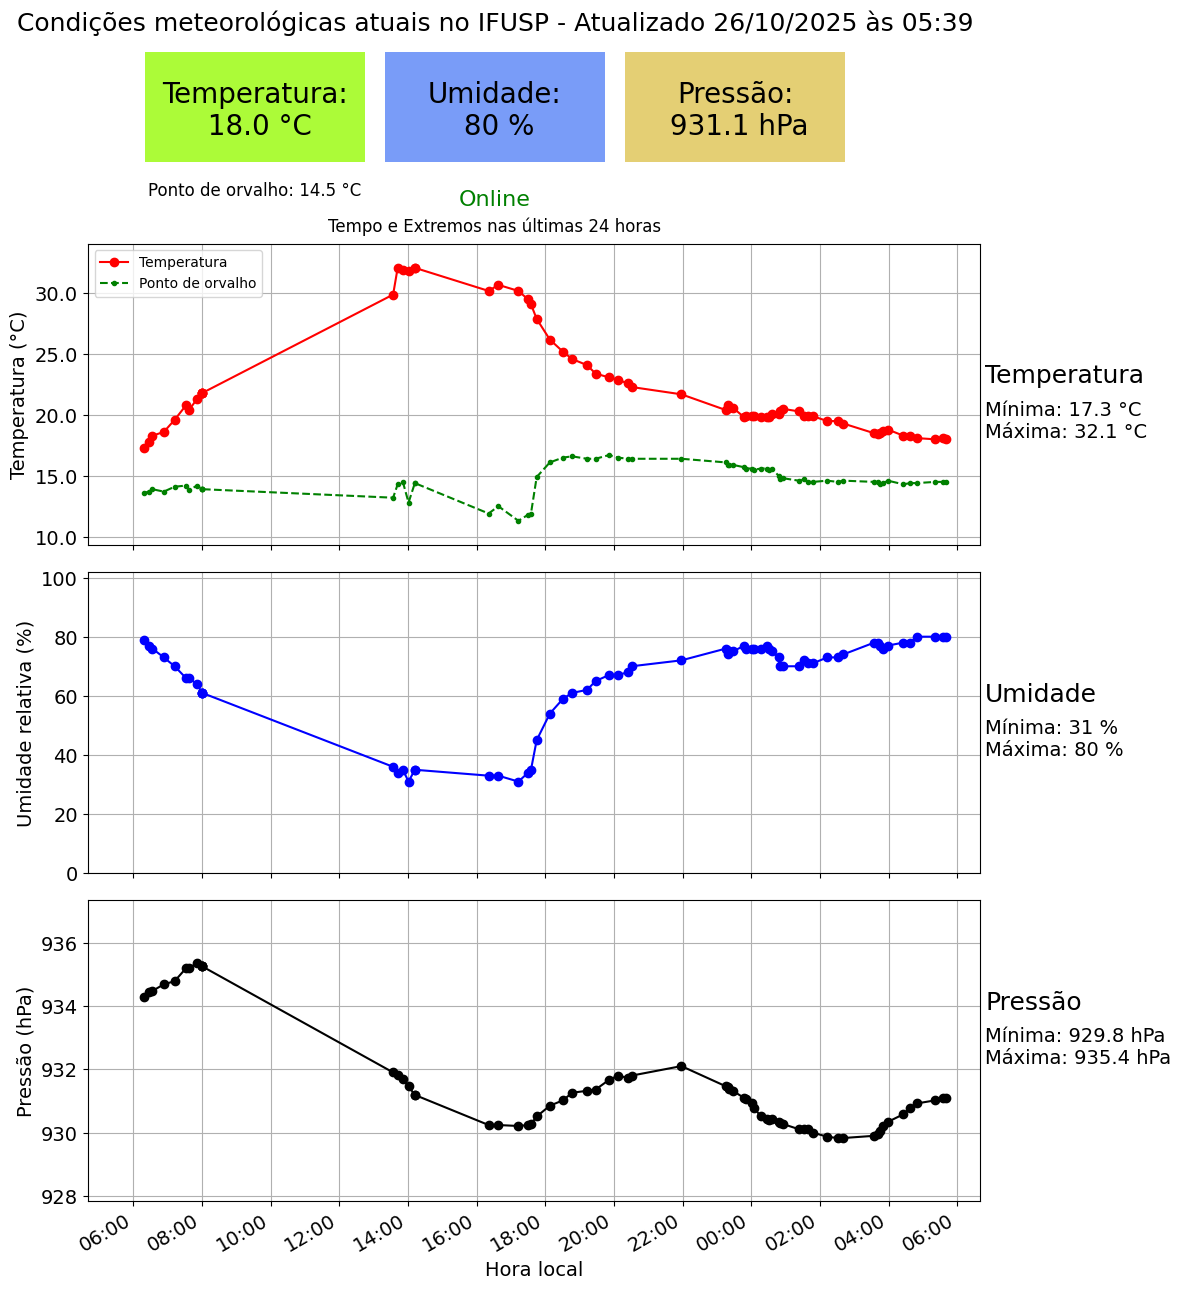 Condições meteorológicas atuais no IFUSP - Atualizado 26/10/2025 às 05:39
Temperatura:
18.0 °C
Umidade:
80 %
Pressão:
931.1 hPa
Ponto de orvalho: 14.5 °C
Online
Tempo e Extremos nas últimas 24 horas
Temperatura
Ponto de orvalho
Temperatura (°C)
30.0
25.0
20.0
15.0
10.0
Temperatura
Mínima: 17.3 °C
Máxima: 32.1 °C
Umidade relativa (%)
100
80
60
40
20
0
Umidade
Mínima: 31 %
Máxima: 80 %
Pressão (hPa)
936
934
932
930
928
Pressão
Mínima: 929.8 hPa
Máxima: 935.4 hPa
06:00
08:00
10:00
12:00
14:00
16:00
18:00
20:00
22:00
00:00
02:00
04:00
06:00
Hora local